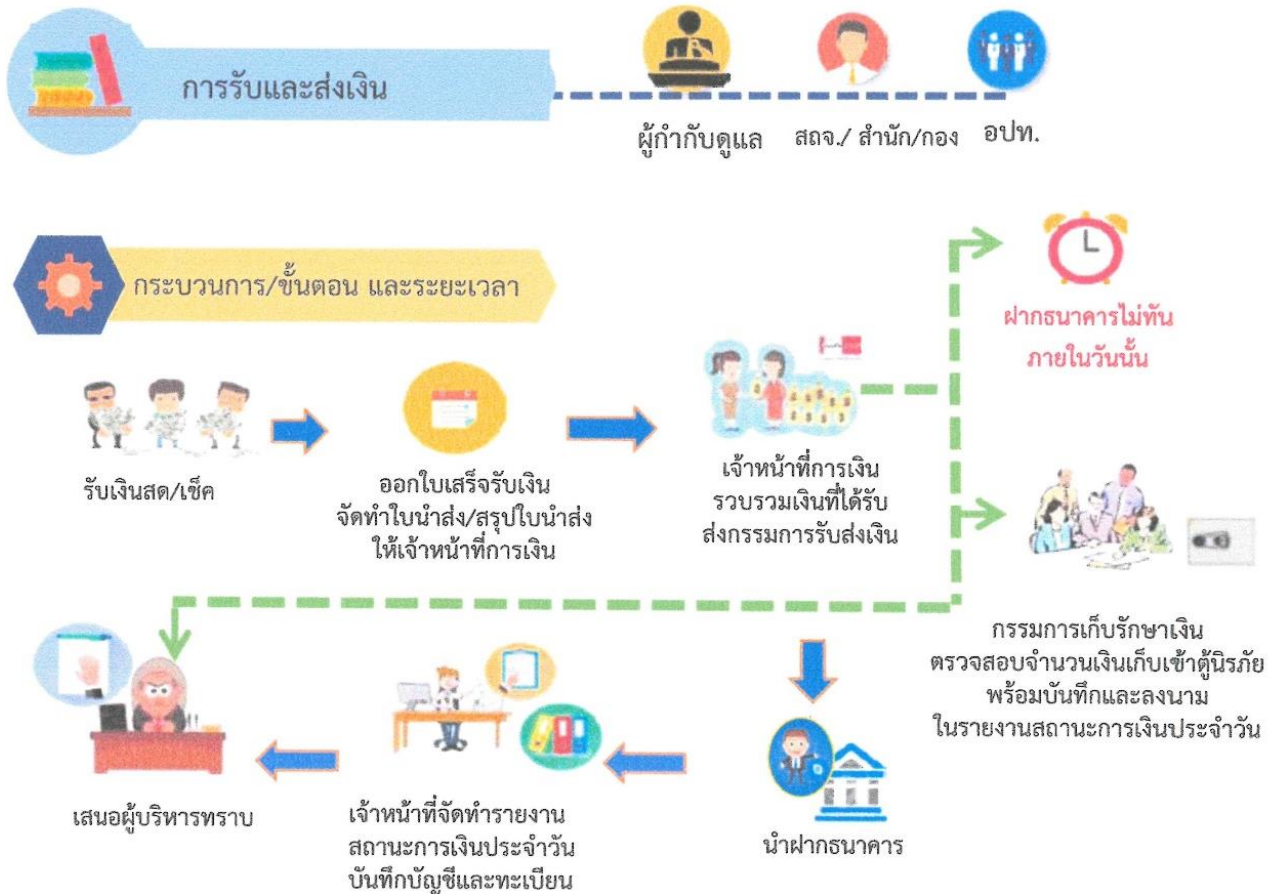 การรับและส่งเงิน
ผู้กำกับดูแล
สถจ./ สำนัก/กอง
อปท.
กระบวนการ/ขั้นตอน และระยะเวลา
ฝากธนาคารไม่ทัน
ภายในวันนั้น
รับเงินสด/เช็ค
ออกใบเสร็จรับเงิน
จัดทำใบนำส่ง/สรุปใบนำส่ง
ให้เจ้าหน้าที่การเงิน
เจ้าหน้าที่การเงิน
รวบรวมเงินที่ได้รับ
ส่งกรรมการรับส่งเงิน
กรรมการเก็บรักษาเงิน
ตรวจสอบจำนวนเงินเก็บเข้าตู้นิรภัย
พร้อมบันทึกและลงนาม
ในรายงานสถานะการเงินประจำวัน
นำฝากธนาคาร
เจ้าหน้าที่จัดทำรายงาน
สถานะการเงินประจำวัน
บันทึกบัญชีและทะเบียน
เสนอผู้บริหารทราบ